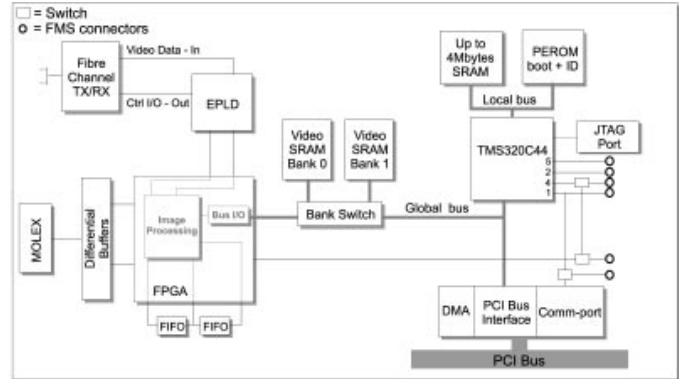 = Switch
= FMS connectors
Fibre
Channel
TX/RX
Video Data - In
Ctrl I/O - Out
EPLD
Up to
4Mbytes
SRAM
PEROM
boot + ID
Local bus
TMS320C44
JTAG
Port
5
2
4
1
Video
SRAM
Bank 0
Video
SRAM
Bank 1
Bank Switch
Global bus
MOLEX
Differential
Buffers
Image
Processing
Bus I/O
FPGA
FIFO
FIFO
DMA
PCI Bus
Interface
Comm-port
PCI Bus